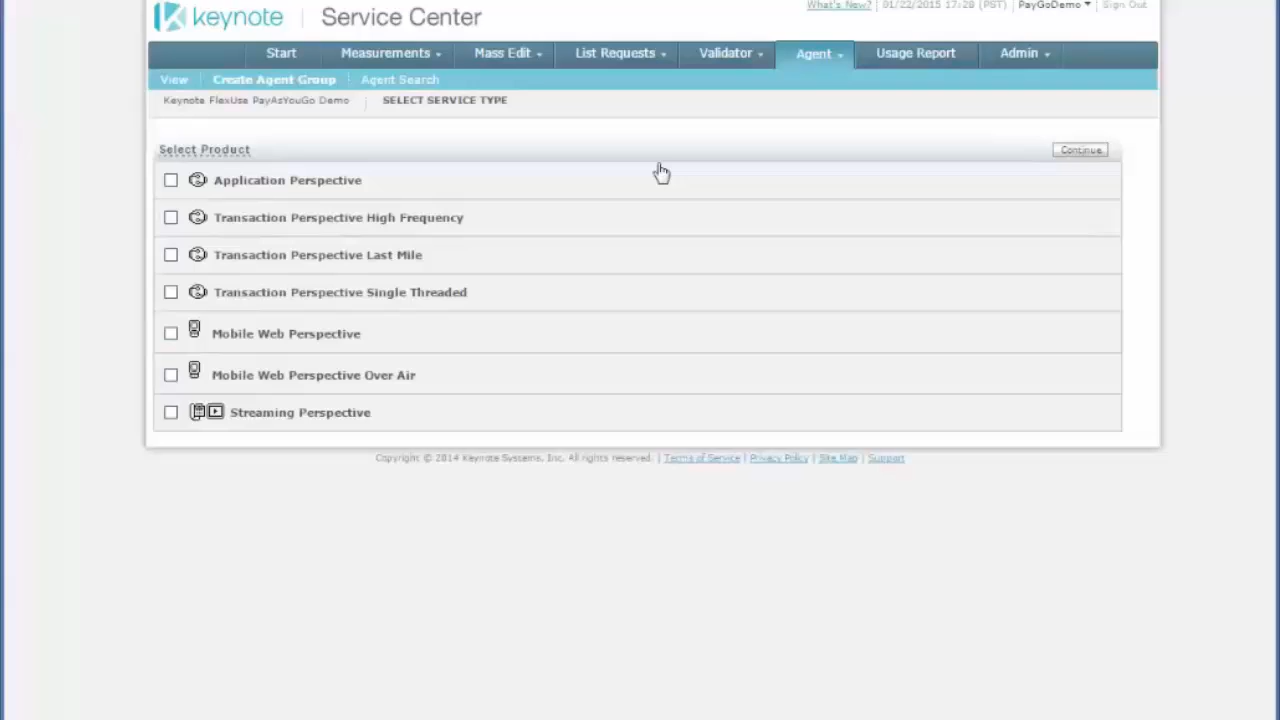 keynote | Service Center
What's New? | 01/22/2015 17:28 (PST) | PayGoDemo | Sign Out
Start Measurements Mass Edit List Requests Validator Agent Usage Report Admin
View | Create Agent Group | Agent Search
Keynote FlexUse PayAsYouGo Demo | SELECT SERVICE TYPE
Select Product Continue
Application Perspective
Transaction Perspective High Frequency
Transaction Perspective Last Mile
Transaction Perspective Single Threaded
Mobile Web Perspective
Mobile Web Perspective Over Air
Streaming Perspective
Copyright © 2014 Keynote Systems, Inc. All rights reserved. | Terms of Service | Privacy Policy | Site Map | Support